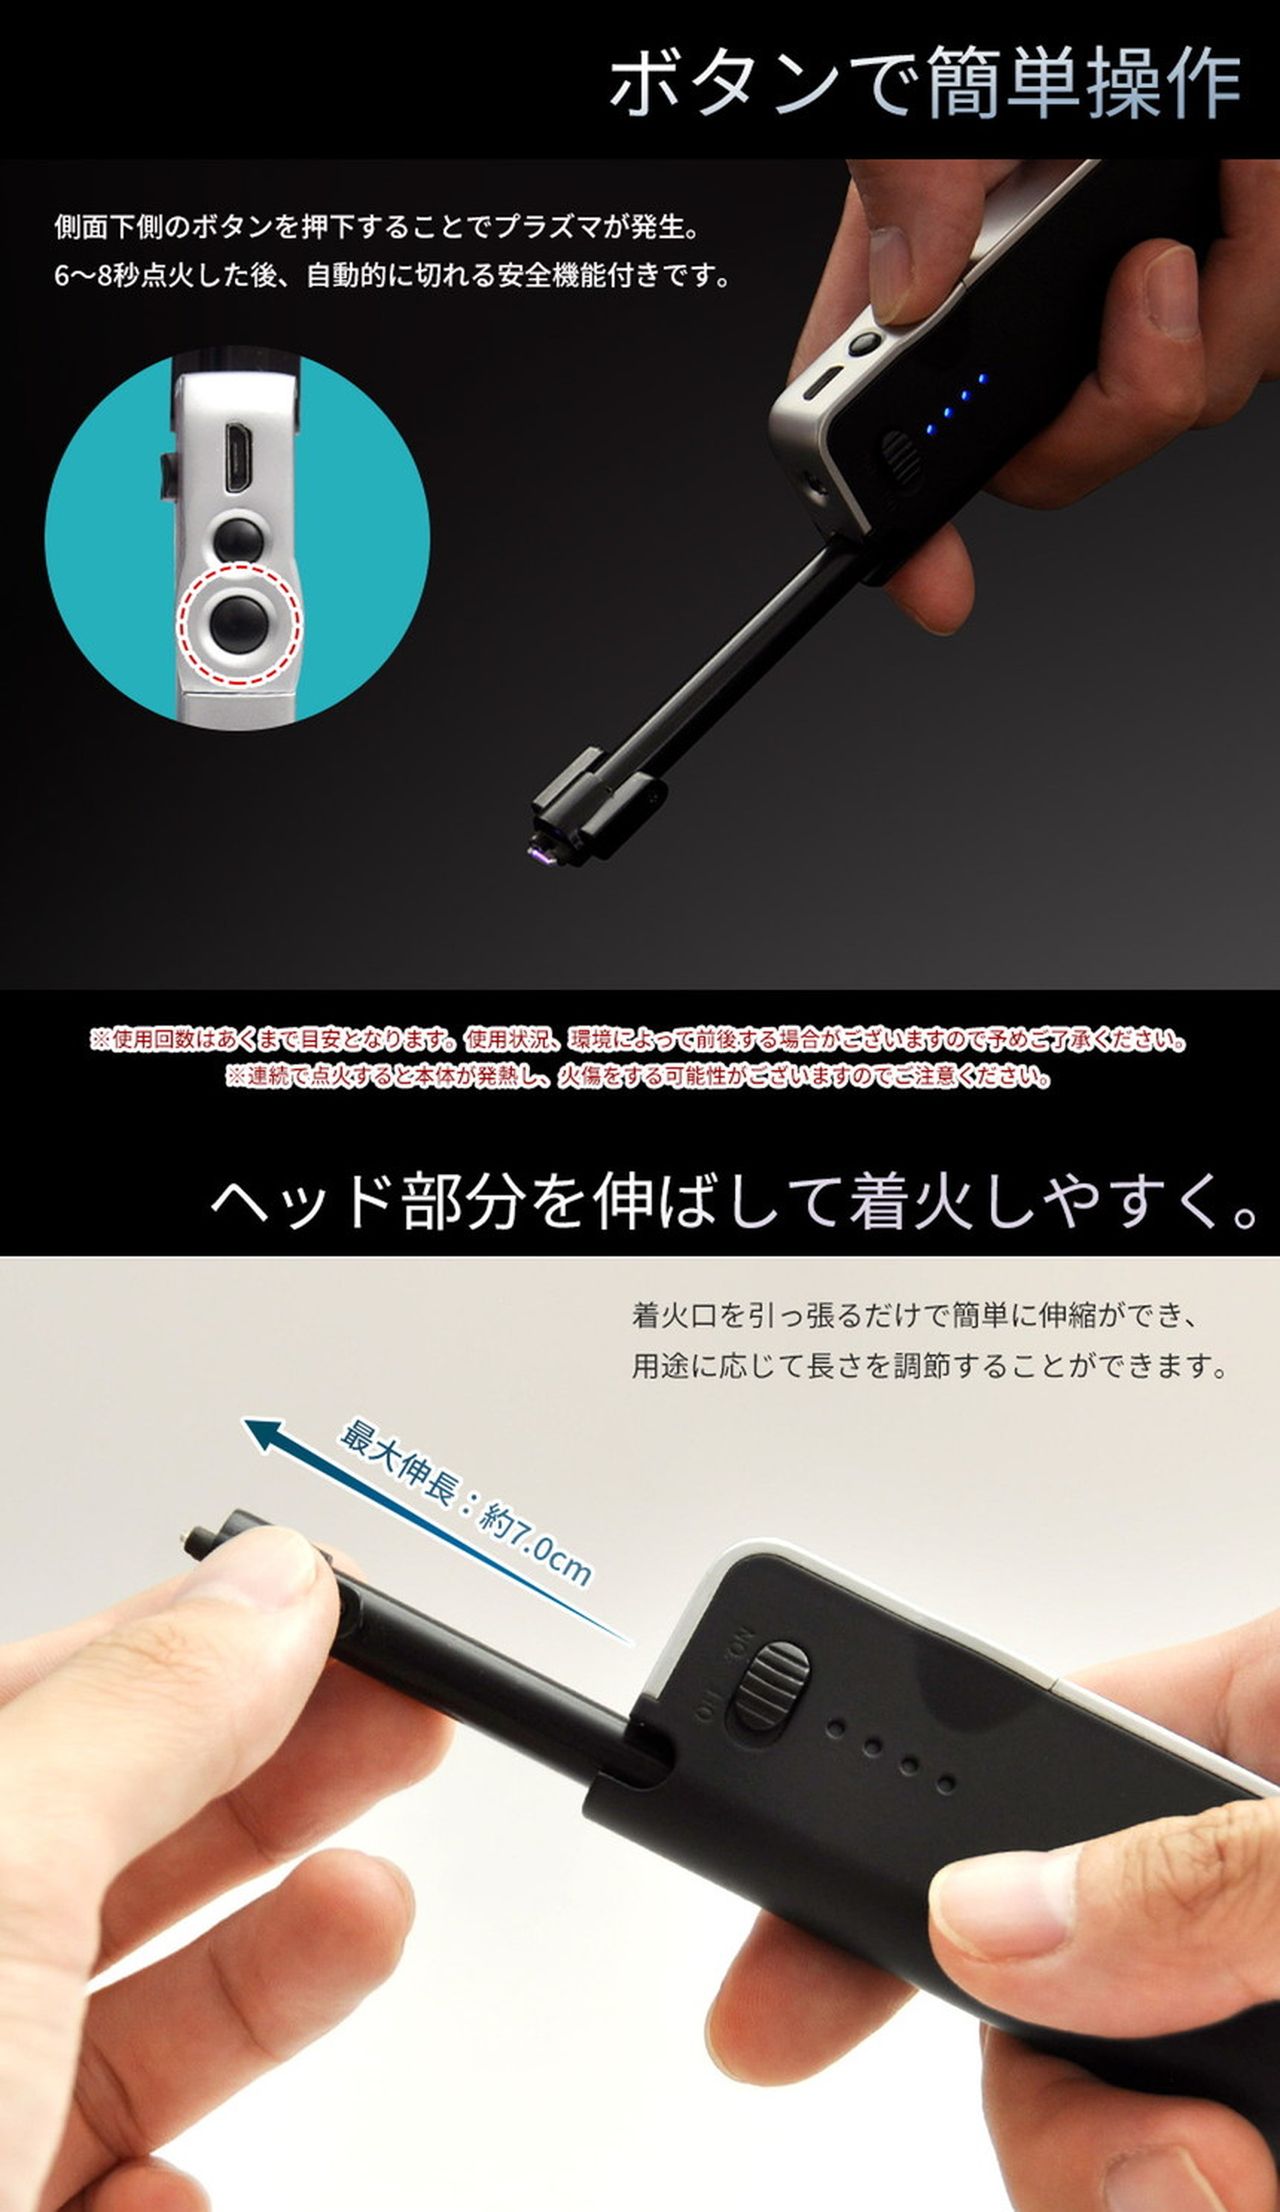 ボタンで簡単操作
側面下側のボタンを押下することでプラズマが発生。
6～8秒点火した後、自動的に切れる安全機能付きです。
※使用回数はあくまで目安となります。使用状況、環境によって前後する場合がございますので予めご了承ください。
※連続で点火すると本体が発熱し、火傷をする可能性がございますのでご注意ください。
ヘッド部分を伸ばして着火しやすく。
着火口を引っ張るだけで簡単に伸縮ができ、
用途に応じて長さを調節することができます。
最大伸長：約7.0cm
ON
OFF